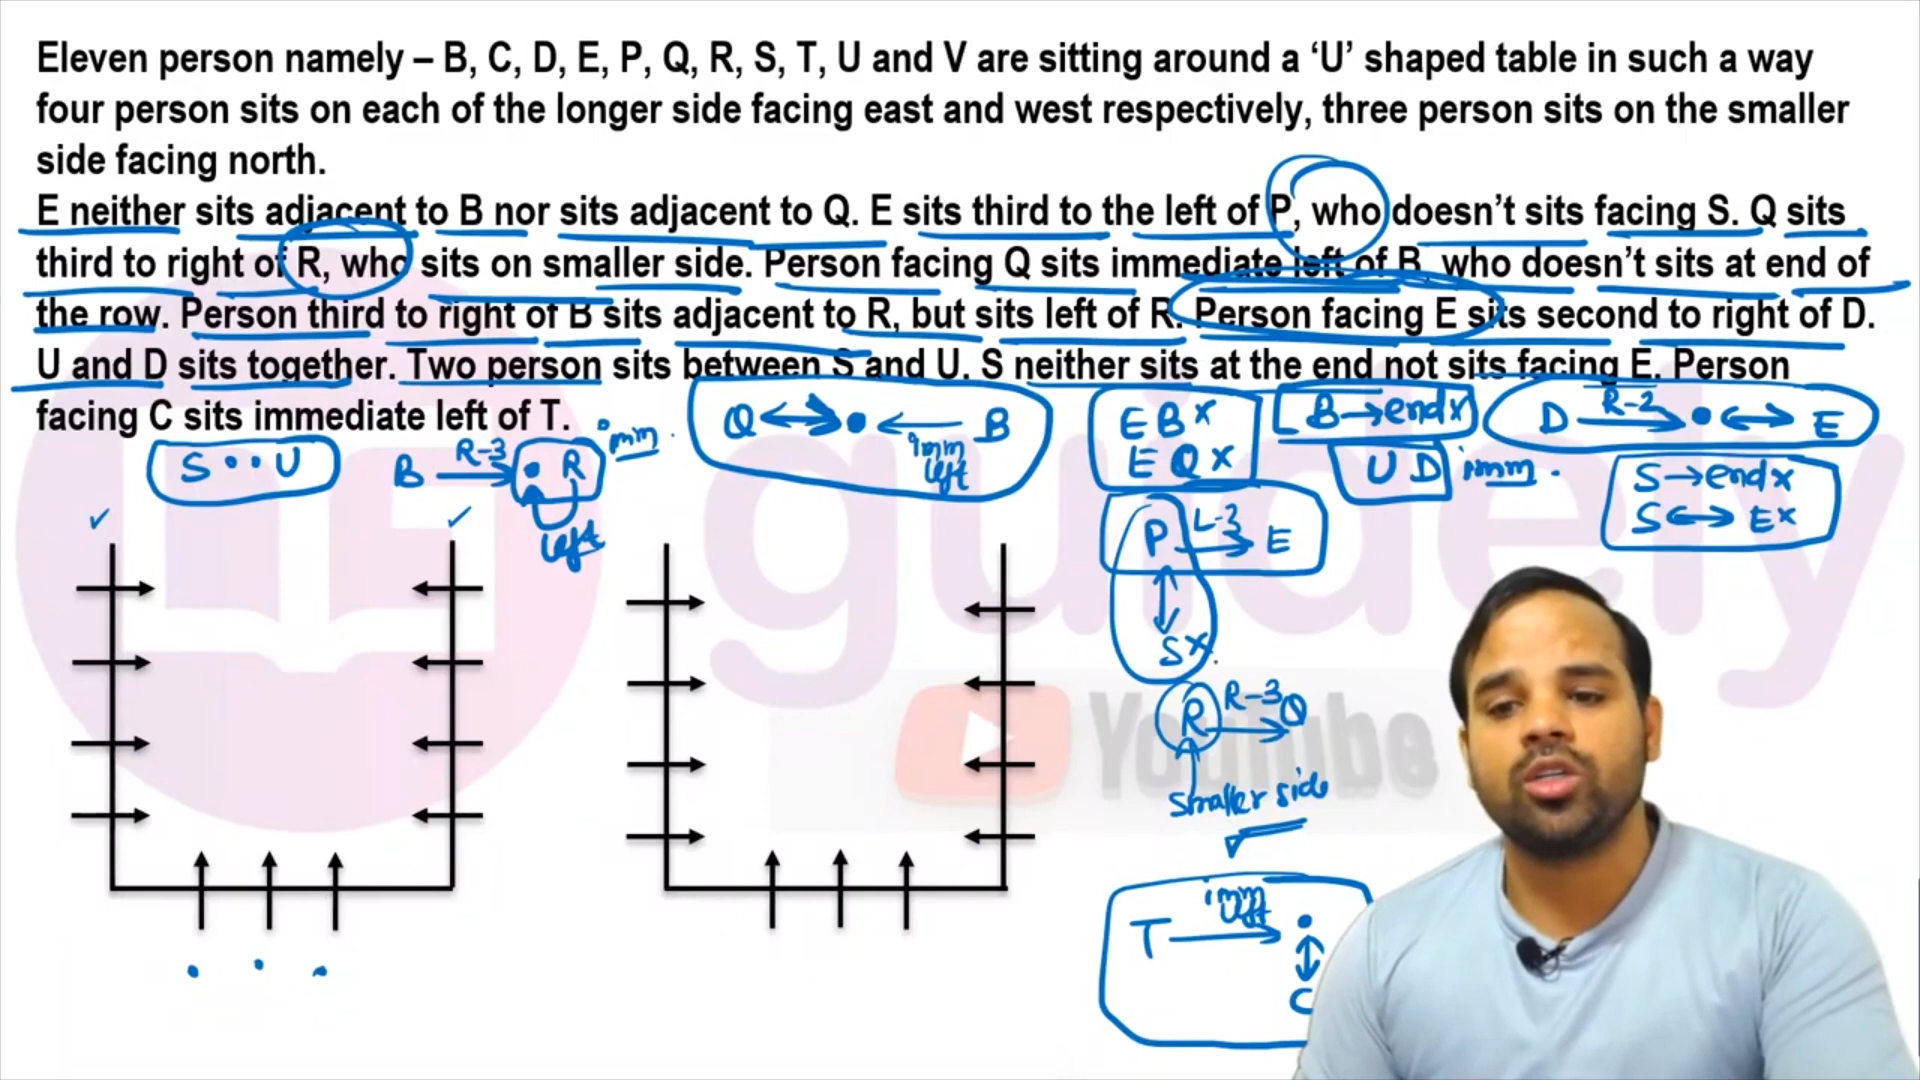 Eleven person namely – B, C, D, E, P, Q, R, S, T, U and V are sitting around a ‘U’ shaped table in such a way
four person sits on each of the longer side facing east and west respectively, three person sits on the smaller
side facing north.
E neither sits adjacent to B nor sits adjacent to Q. E sits third to the left of P, who doesn’t sits facing S. Q sits
third to right of R, who sits on smaller side. Person facing Q sits immediate left of B, who doesn’t sits at end of
the row. Person third to right of B sits adjacent to R, but sits left of R. Person facing E sits second to right of D.
U and D sits together. Two person sits between S and U. S neither sits at the end not sits facing E. Person
facing C sits immediate left of T.
S • • U
B R-3 • R imm.
left
Q ↔ • ← B
imm
left
E B x
E Q x
B → end x
D R-2 → • ↔ E
U D imm.
S → end x
S ↔ E x
P L-3 → E
S x
R R-3 → Q
Smaller side
T imm left → •
C
guidely
YouTube